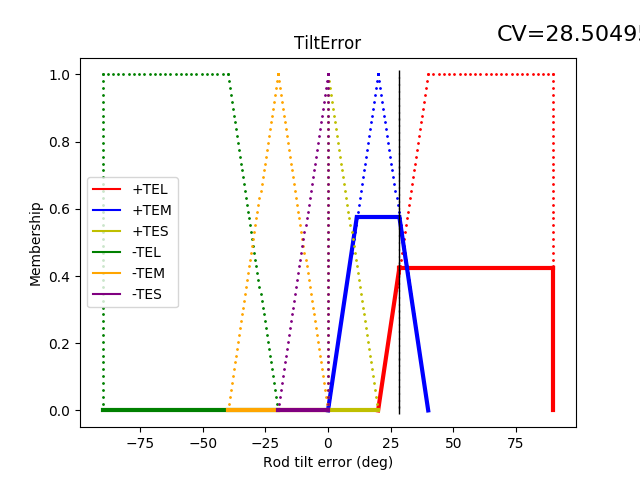 CV=28.5049
TiltError
1.0
0.8
0.6
0.4
0.2
0.0
Membership
+TEL
+TEM
+TES
-TEL
-TEM
-TES
−75
−50
−25
0
25
50
75
Rod tilt error (deg)